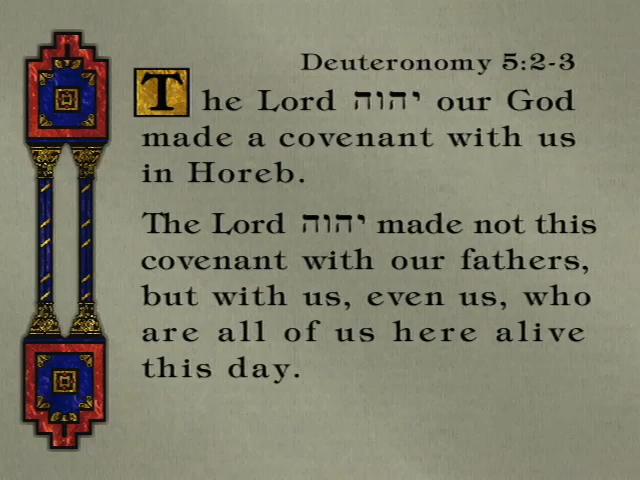 Deuteronomy 5:2-3
The Lord יהוה our God
made a covenant with us
in Horeb.
The Lord יהוה made not this
covenant with our fathers,
but with us, even us, who
are all of us here alive
this day.